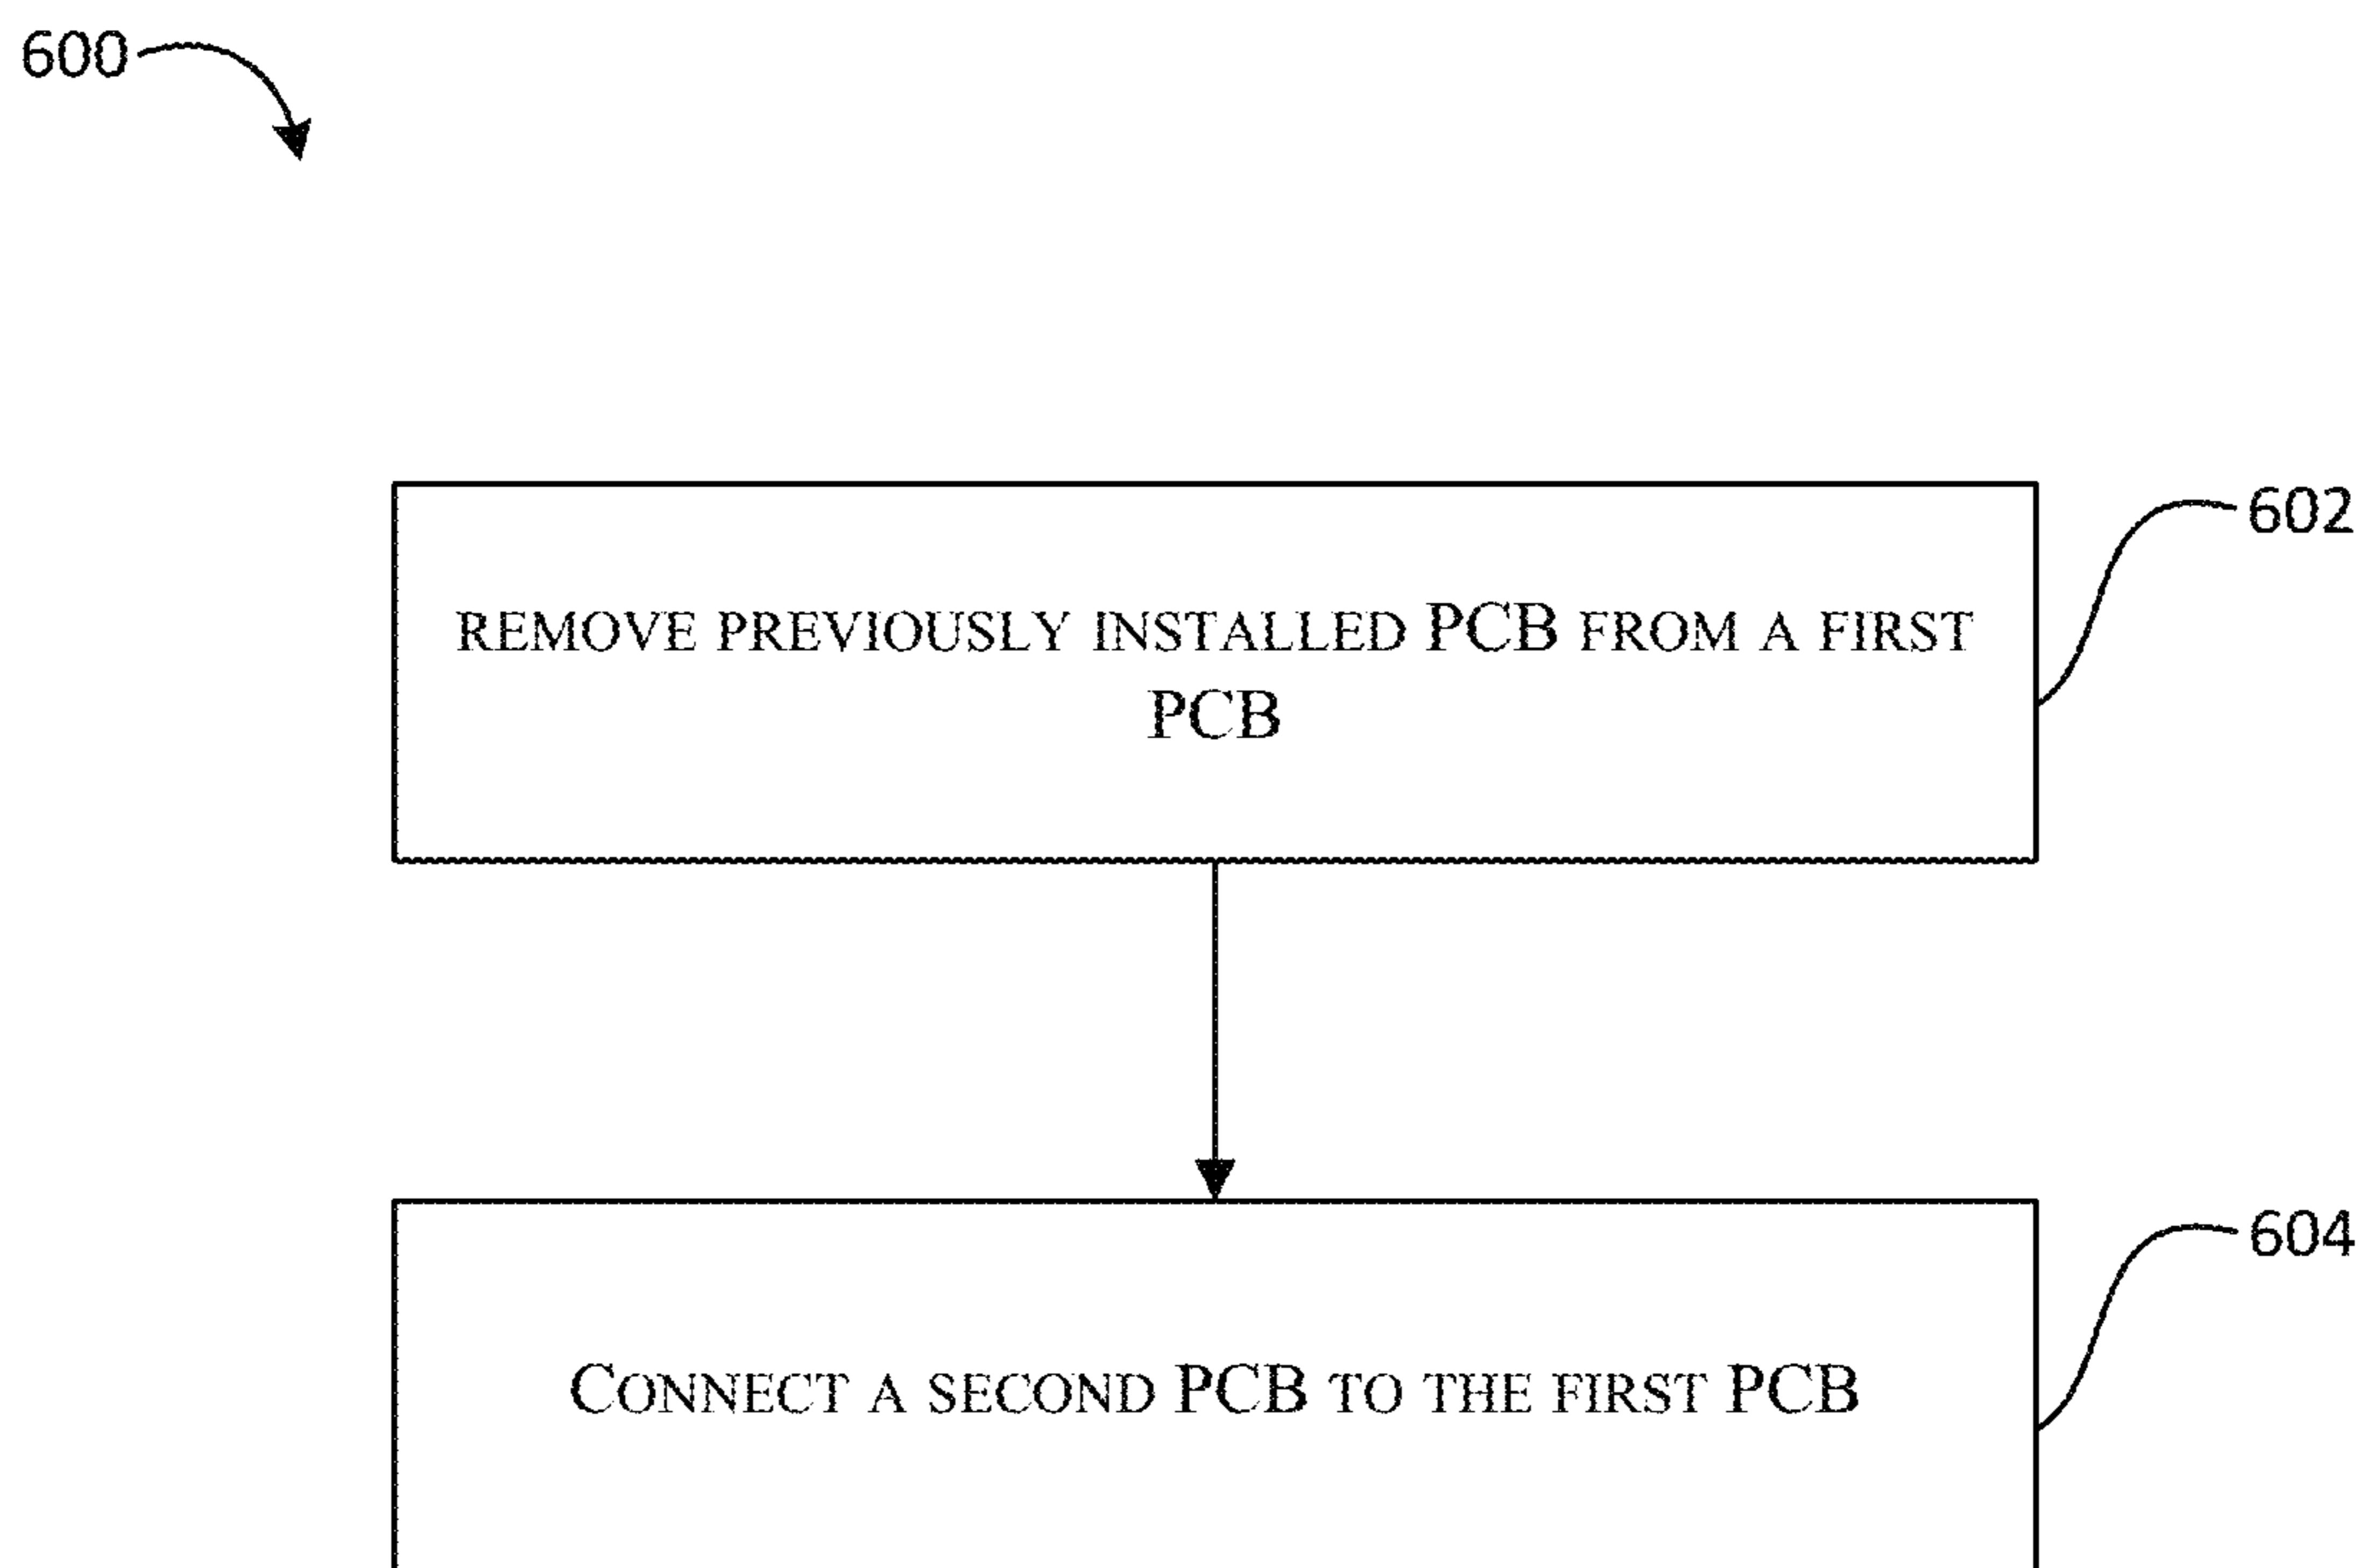 600
602
REMOVE PREVIOUSLY INSTALLED PCB FROM A FIRST
PCB
604
CONNECT A SECOND PCB TO THE FIRST PCB